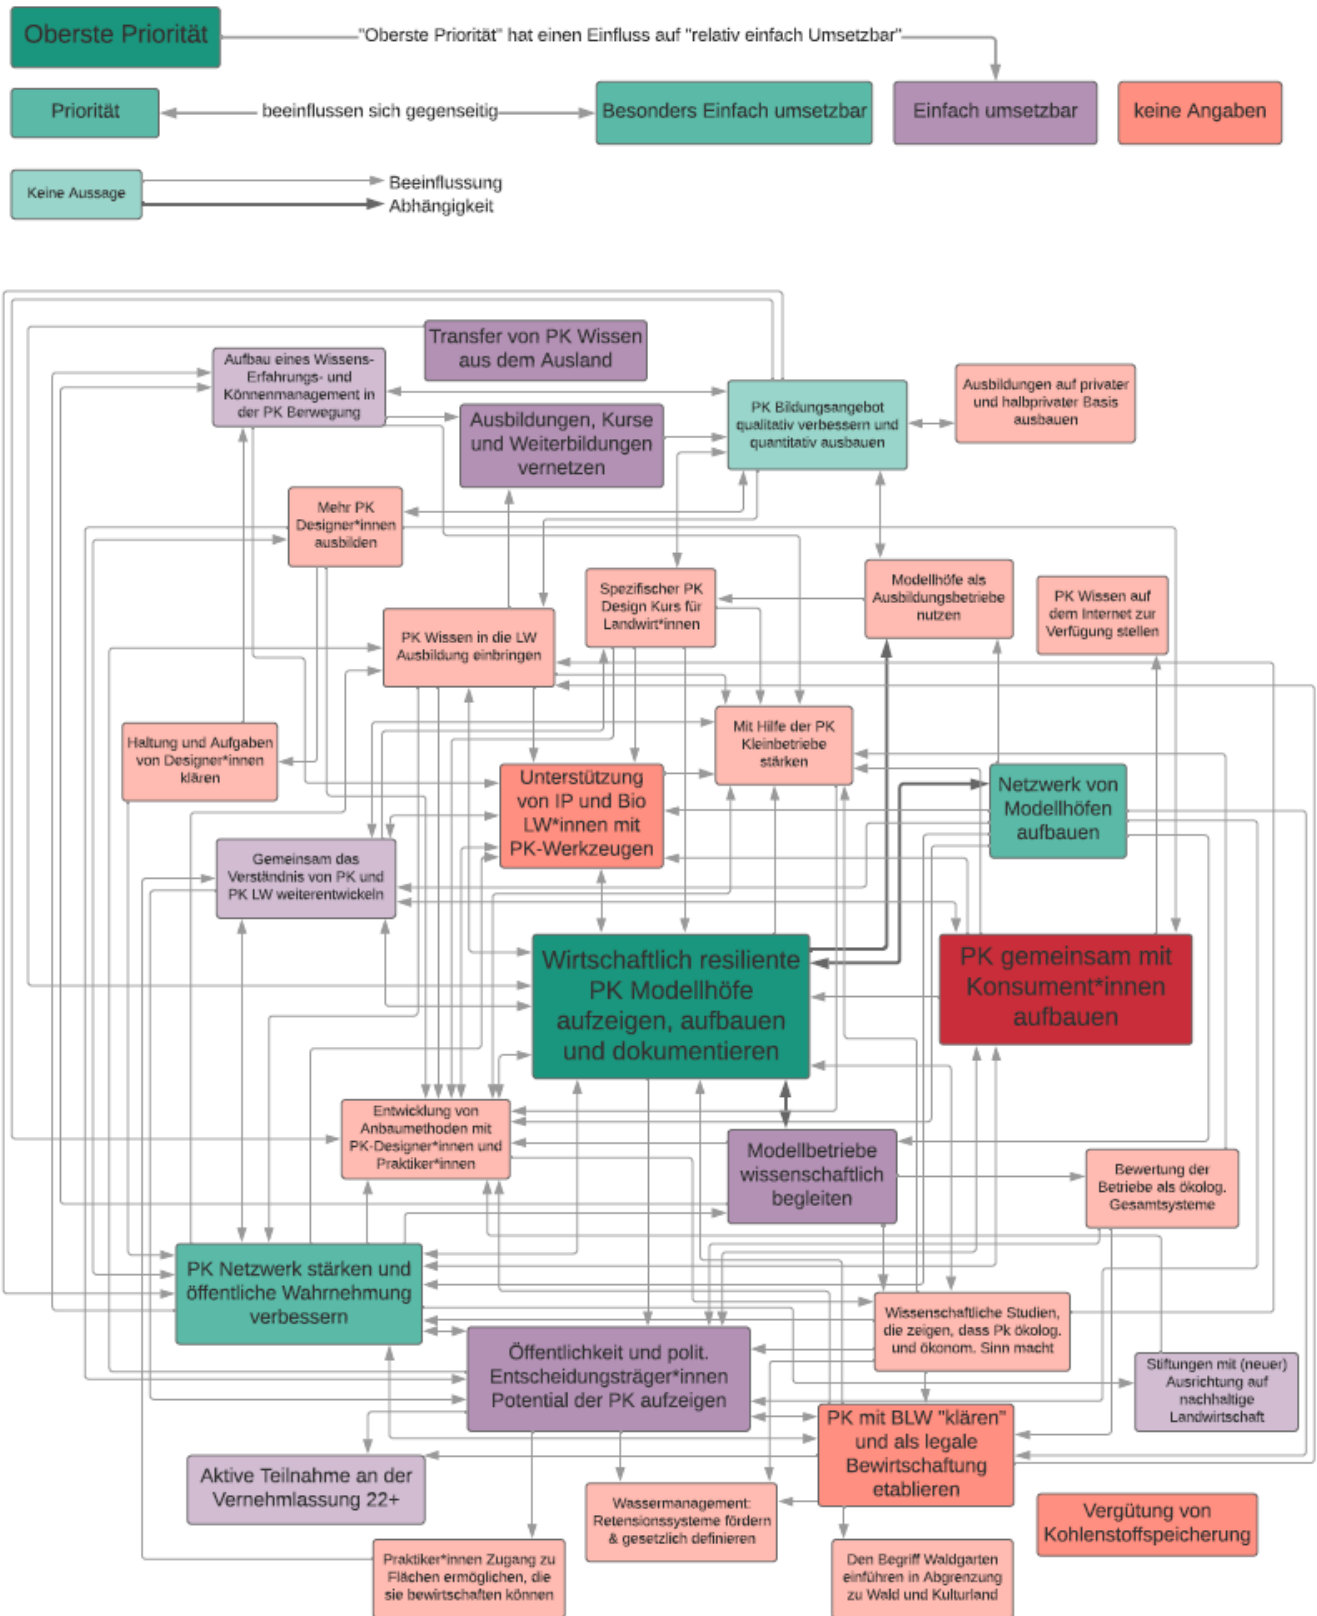 Oberste Priorität
"Oberste Priorität" hat einen Einfluss auf "relativ einfach Umsetzbar"
Priorität
beeinflussen sich gegenseitig
Besonders Einfach umsetzbar
Einfach umsetzbar
keine Angaben
Keine Aussage
Beeinflussung
Abhängigkeit
Transfer von PK Wissen
aus dem Ausland
Aufbau eines Wissens-
Erfahrungs- und
Könnenmanagement in
der PK Berwegung
Ausbildungen, Kurse
und Weiterbildungen
vernetzen
PK Bildungsangebot
qualitativ verbessern und
quantitativ ausbauen
Ausbildungen auf privater
und halbprivater Basis
ausbauen
Mehr PK
Designer*innen
ausbilden
Spezifischer PK
Design Kurs für
Landwirt*innen
Modellhöfe als
Ausbildungsbetriebe
nutzen
PK Wissen auf
dem Internet zur
Verfügung stellen
PK Wissen in die LW
Ausbildung einbringen
Haltung und Aufgaben
von Designer*innen
klären
Mit Hilfe der PK
Kleinbetriebe
stärken
Unterstützung
von IP und Bio
LW*innen mit
PK-Werkzeugen
Netzwerk von
Modellhöfen
aufbauen
Gemeinsam das
Verständnis von PK und
PK LW weiterentwickeln
Wirtschaftlich resiliente
PK Modellhöfe
aufzeigen, aufbauen
und dokumentieren
PK gemeinsam mit
Konsument*innen
aufbauen
Entwicklung von
Anbaumethoden mit
PK-Designer*innen und
Praktiker*innen
Modellbetriebe
wissenschaftlich
begleiten
Bewertung der
Betriebe als ökolog.
Gesamtsysteme
PK Netzwerk stärken und
öffentliche Wahrnehmung
verbessern
Wissenschaftliche Studien,
die zeigen, dass Pk ökolog.
und ökonom. Sinn macht
Öffentlichkeit und polit.
Entscheidungsträger*innen
Potential der PK aufzeigen
Stiftungen mit (neuer)
Ausrichtung auf
nachhaltige
Landwirtschaft
PK mit BLW "klären"
und als legale
Bewirtschaftung
etablieren
Aktive Teilnahme an der
Vernehmlassung 22+
Wassermanagement:
Retensionssysteme fördern
& gesetzlich definieren
Vergütung von
Kohlenstoffspeicherung
Praktiker*innen Zugang zu
Flächen ermöglichen, die
sie bewirtschaften können
Den Begriff Waldgarten
einführen in Abgrenzung
zu Wald und Kulturland